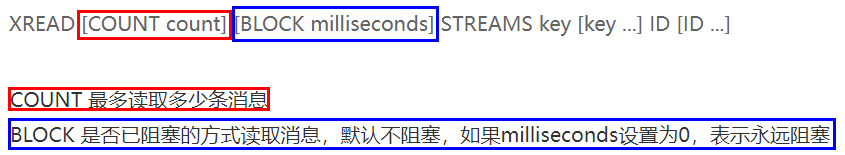 XREAD [COUNT count] [BLOCK milliseconds] STREAMS key [key ...] ID [ID ...]
COUNT 最多读取多少条消息
BLOCK 是否已阻塞的方式读取消息，默认不阻塞，如果milliseconds设置为0，表示永远阻塞